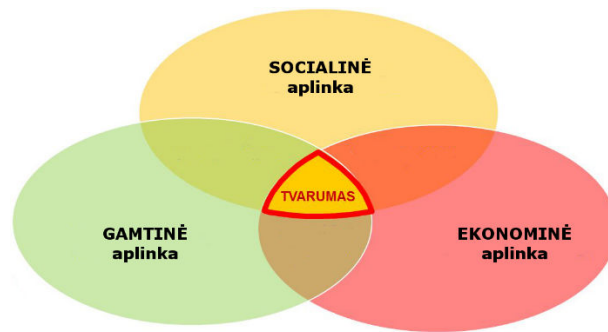 SOCIALINĖ
aplinka
TVARUMAS
GAMTINĖ
aplinka
EKONOMINĖ
aplinka